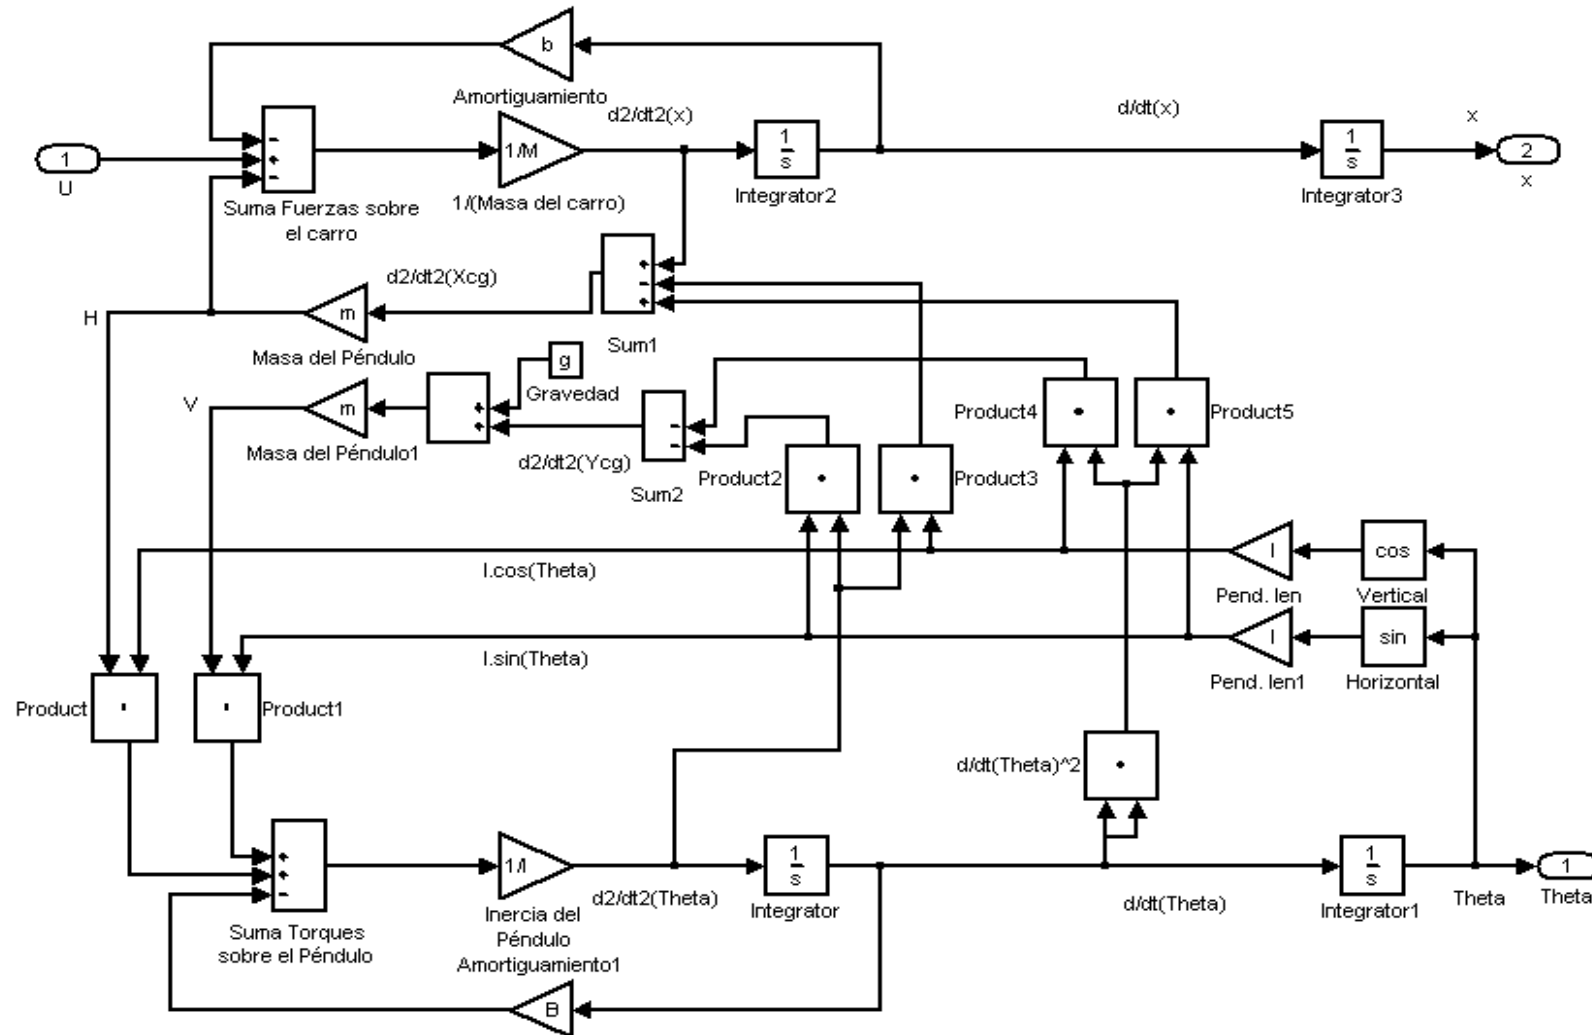 b
Amortiguamiento
d2/dt2(x)
d/dt(x)
x
1
U
-
+
-
1/M
1
s
1
s
2
x
Suma Fuerzas sobre
el carro
1/(Masa del carro)
Integrator2
Integrator3
d2/dt2(Xcg)
+
-
+
H
m
Masa del Péndulo
Sum1
g
Gravedad
V
m
+
+
Masa del Péndulo1
d2/dt2(Ycg)
-
-
Sum2
Product4
Product5
Product2
Product3
l.cos(Theta)
l
cos
Pend. len
Vertical
l.sin(Theta)
l
sin
Pend. len1
Horizontal
Product
Product1
d/dt(Theta)^2
+
+
-
Suma Torques
sobre el Péndulo
1/I
Inercia del
Péndulo
d2/dt2(Theta)
1
s
Integrator
d/dt(Theta)
1
s
Integrator1
Theta
1
Theta
Amortiguamiento1
B